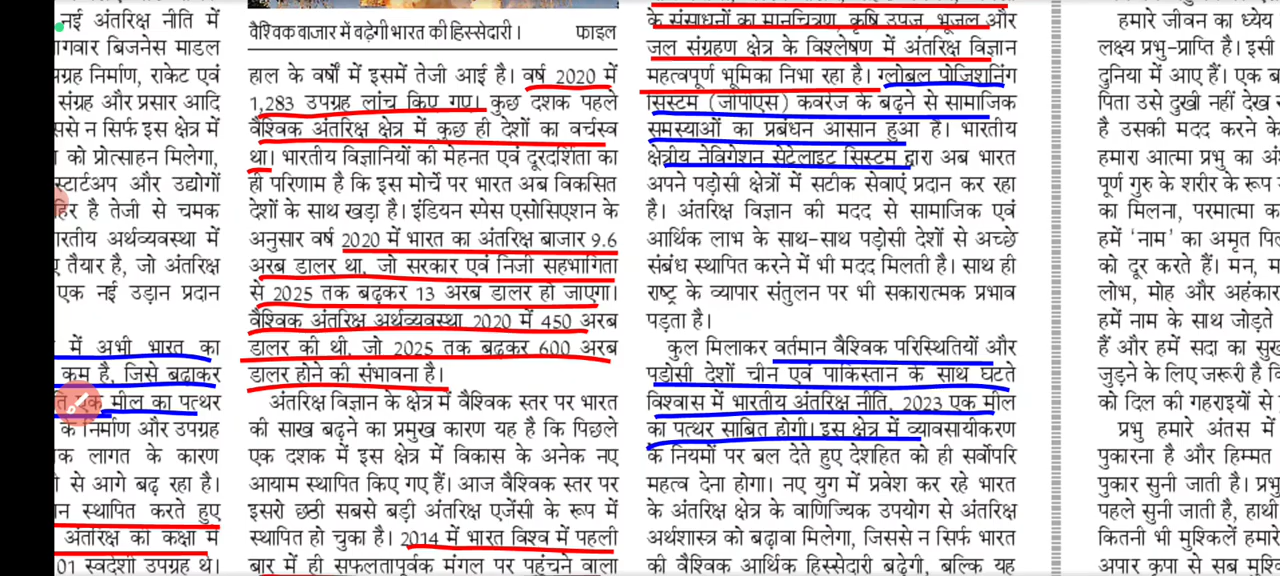 नई अंतरिक्ष नीति में
गवार बिजनेस माडल
ग्रह निर्माण, राकेट एवं
संग्रह और प्रसार आदि
ससे न सिर्फ इस क्षेत्र में
को प्रोत्साहन मिलेगा,
स्टार्टअप और उद्योगों
हिर है तेजी से चमक
रतीय अर्थव्यवस्था में
तैयार है, जो अंतरिक्ष
एक नई उड़ान प्रदान
में अभी भारत का
कम है, जिसे बढ़ाकर
मील का पत्थर
के निर्माण और उपग्रह
क लागत के कारण
से आगे बढ़ रहा है।
न स्थापित करते हुए
अंतरिक्ष की कक्षा में
01 स्वदेशी उपग्रह थे।
वैश्विक बाजार में बढ़ेगी भारत की हिस्सेदारी। फाइल
हाल के वर्षों में इसमें तेजी आई है। वर्ष 2020 में
1,283 उपग्रह लांच किए गए। कुछ दशक पहले
वैश्विक अंतरिक्ष क्षेत्र में कुछ ही देशों का वर्चस्व
था। भारतीय विज्ञानियों की मेहनत एवं दूरदर्शिता का
ही परिणाम है कि इस मोर्चे पर भारत अब विकसित
देशों के साथ खड़ा है। इंडियन स्पेस एसोसिएशन के
अनुसार वर्ष 2020 में भारत का अंतरिक्ष बाजार 9.6
अरब डालर था, जो सरकार एवं निजी सहभागिता
से 2025 तक बढ़कर 13 अरब डालर हो जाएगा।
वैश्विक अंतरिक्ष अर्थव्यवस्था 2020 में 450 अरब
डालर की थी जो 2025 तक बढ़कर 600 अरब
डालर होने की संभावना है।
अंतरिक्ष विज्ञान के क्षेत्र में वैश्विक स्तर पर भारत
की साख बढ़ने का प्रमुख कारण यह है कि पिछले
एक दशक में इस क्षेत्र में विकास के अनेक नए
आयाम स्थापित किए गए हैं। आज वैश्विक स्तर पर
इसरो छठी सबसे बड़ी अंतरिक्ष एजेंसी के रूप में
स्थापित हो चुका है। 2014 में भारत विश्व में पहली
बार में ही सफलतापूर्वक मंगल पर पहुंचने वाला
के संसाधनों का मानचित्रण, कृषि उपज, भूजल और
जल संग्रहण क्षेत्र के विश्लेषण में अंतरिक्ष विज्ञान
महत्वपूर्ण भूमिका निभा रहा है। ग्लोबल पोजिशनिंग
सिस्टम (जीपीएस) कवरेज के बढ़ने से सामाजिक
समस्याओं का प्रबंधन आसान हुआ है। भारतीय
क्षेत्रीय नेविगेशन सेटेलाइट सिस्टम द्वारा अब भारत
अपने पड़ोसी क्षेत्रों में सटीक सेवाएं प्रदान कर रहा
है। अंतरिक्ष विज्ञान की मदद से सामाजिक एवं
आर्थिक लाभ के साथ-साथ पड़ोसी देशों से अच्छे
संबंध स्थापित करने में भी मदद मिलती है। साथ ही
राष्ट्र के व्यापार संतुलन पर भी सकारात्मक प्रभाव
पड़ता है।
कुल मिलाकर वर्तमान वैश्विक परिस्थितियों और
पड़ोसी देशों चीन एवं पाकिस्तान के साथ घटते
विश्वास में भारतीय अंतरिक्ष नीति, 2023 एक मील
का पत्थर साबित होगी। इस क्षेत्र में व्यावसायीकरण
के नियमों पर बल देते हुए देशहित को ही सर्वोपरि
महत्व देना होगा। नए युग में प्रवेश कर रहे भारत
के अंतरिक्ष क्षेत्र के वाणिज्यिक उपयोग से अंतरिक्ष
अर्थशास्त्र को बढ़ावा मिलेगा, जिससे न सिर्फ भारत
की वैश्विक आर्थिक हिस्सेदारी बढ़ेगी, बल्कि यह
हमारे जीवन का ध्येय
लक्ष्य प्रभु-प्राप्ति है। इसी
दुनिया में आए हैं। एक ब
पिता उसे दुखी नहीं देख
है उसकी मदद करने के
हमारा आत्मा प्रभु का अं
पूर्ण गुरु के शरीर के रूप
का मिलना, परमात्मा क
हमें 'नाम' का अमृत पि
को दूर करते हैं। मन, म
लोभ, मोह और अहंकार
हमें नाम के साथ जोड़ते
हैं और हमें सदा का सुख
जुड़ने के लिए जरूरी है वि
को दिल की गहराइयों से
प्रभु हमारे अंतस में
पुकारना है और हिम्मत
पुकार सुनी जाती है। प्रभु
पहले सुनी जाती है, हाथी
कितनी भी मुश्किलें हमारे
अपार कृपा से सब मुश्कि